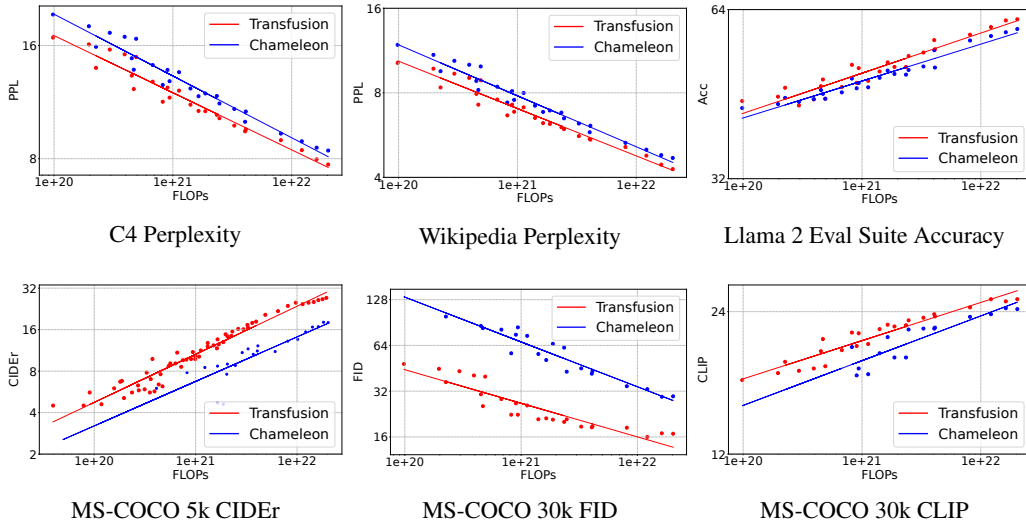 16
8
PPL
1e+20
1e+21
1e+22
FLOPs
Transfusion
Chameleon
C4 Perplexity
16
8
4
PPL
1e+20
1e+21
1e+22
FLOPs
Transfusion
Chameleon
Wikipedia Perplexity
64
32
Acc
1e+20
1e+21
1e+22
FLOPs
Transfusion
Chameleon
Llama 2 Eval Suite Accuracy
32
16
8
4
2
CIDEr
1e+20
1e+21
1e+22
FLOPs
Transfusion
Chameleon
MS-COCO 5k CIDEr
128
64
32
16
FID
1e+20
1e+21
1e+22
FLOPs
Transfusion
Chameleon
MS-COCO 30k FID
24
12
CLIP
1e+20
1e+21
1e+22
FLOPs
Transfusion
Chameleon
MS-COCO 30k CLIP